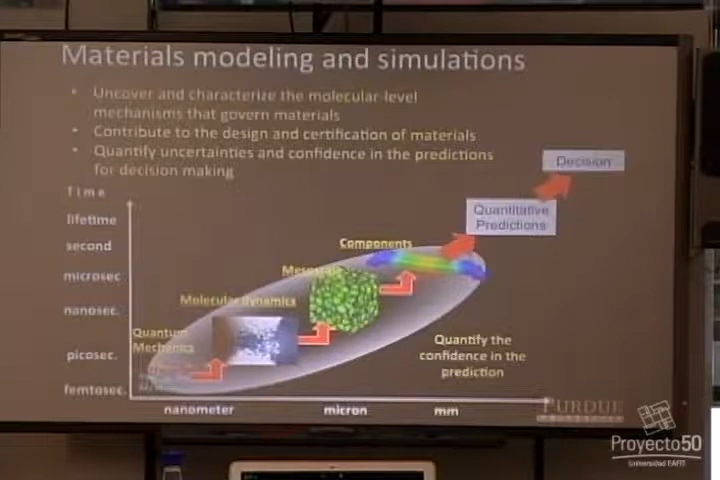 Materials modeling and simulations
• Uncover and characterize the molecular-level
mechanisms that govern materials
• Contribute to the design and certification of materials
• Quantify uncertainties and confidence in the predictions
for decision making
Decision
Time
Quantitative
Predictions
lifetime
second
Components
microsec
Molecular dynamics
nanosec.
Quantum
Mechanics
Quantify the
confidence in the
prediction
picosec.
femtosec.
nanometer
micron
mm
PURDUE
Proyecto50
Universidad EAFIT